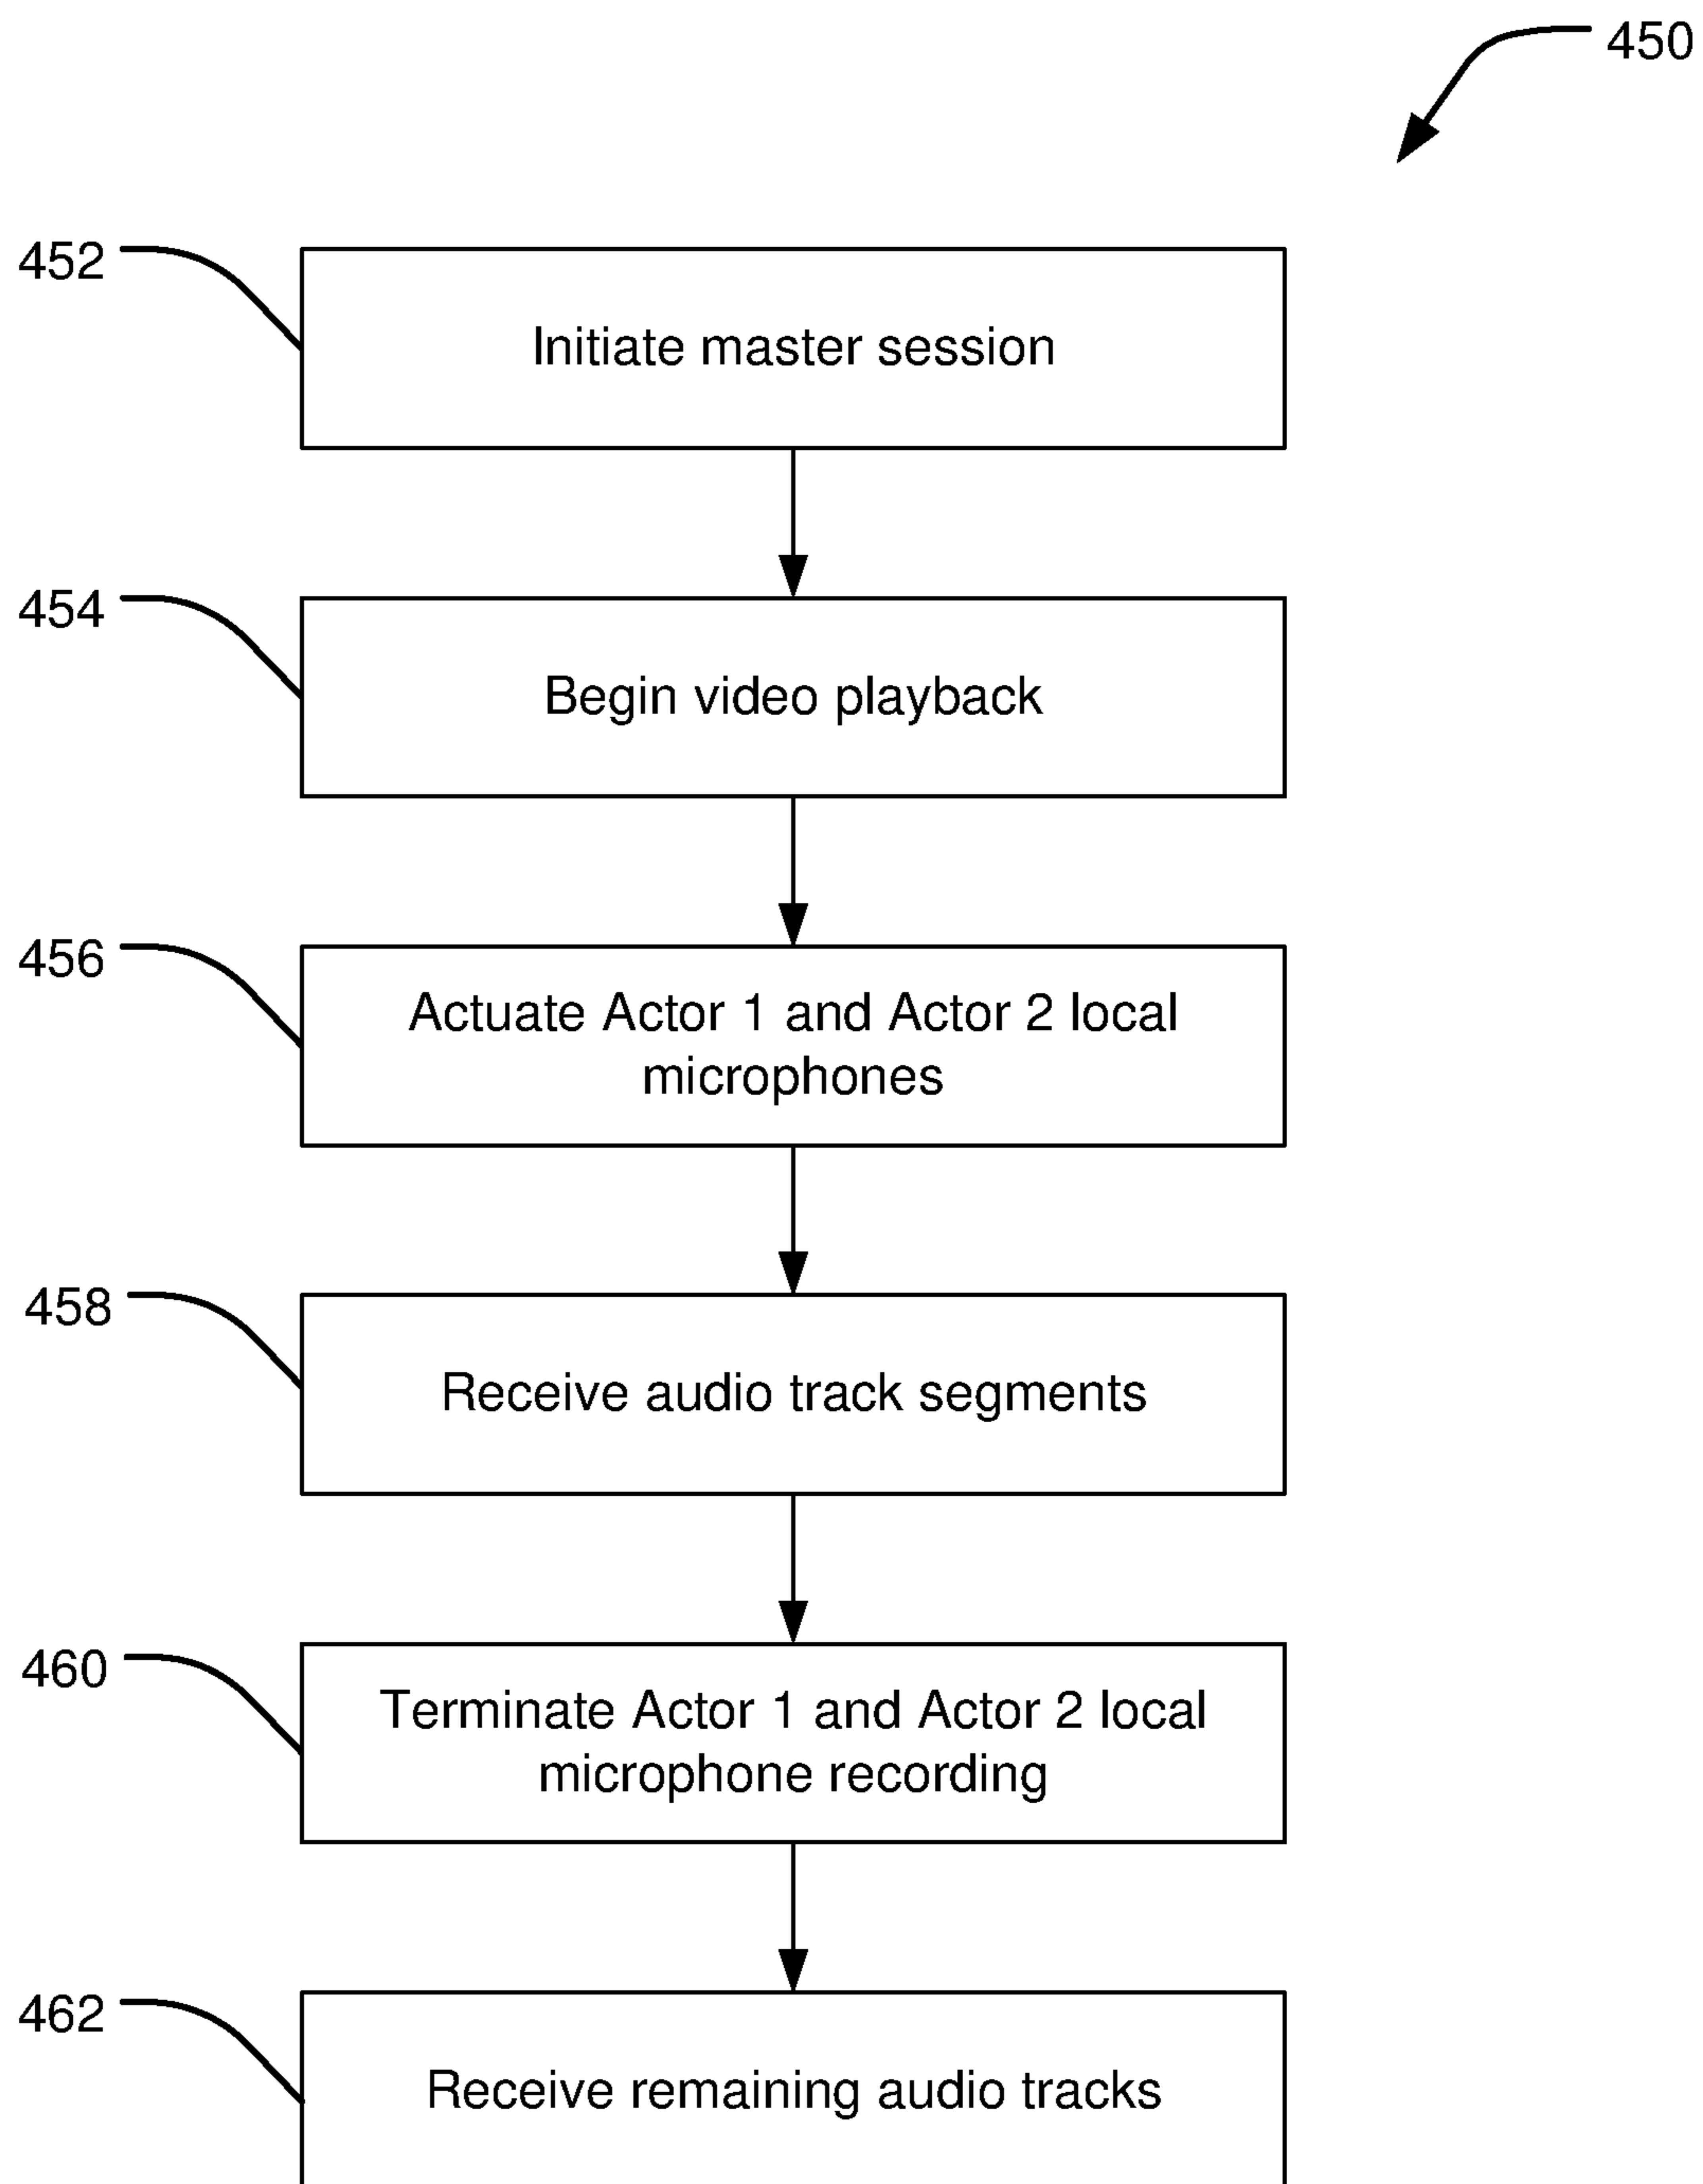 450
452
Initiate master session
454
Begin video playback
456
Actuate Actor 1 and Actor 2 local
microphones
458
Receive audio track segments
460
Terminate Actor 1 and Actor 2 local
microphone recording
462
Receive remaining audio tracks